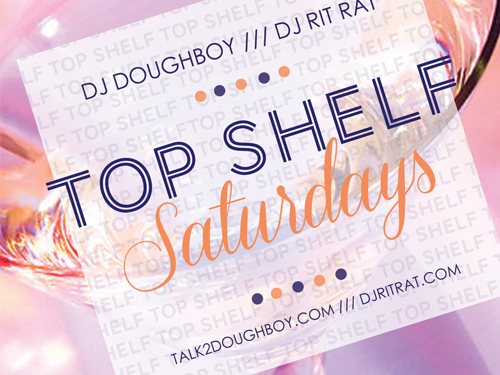 DJ DOUGHBOY /// DJ RIT RAT
TOP SHELF
Saturdays
TALK2DOUGHBOY.COM /// DJRITRAT.COM